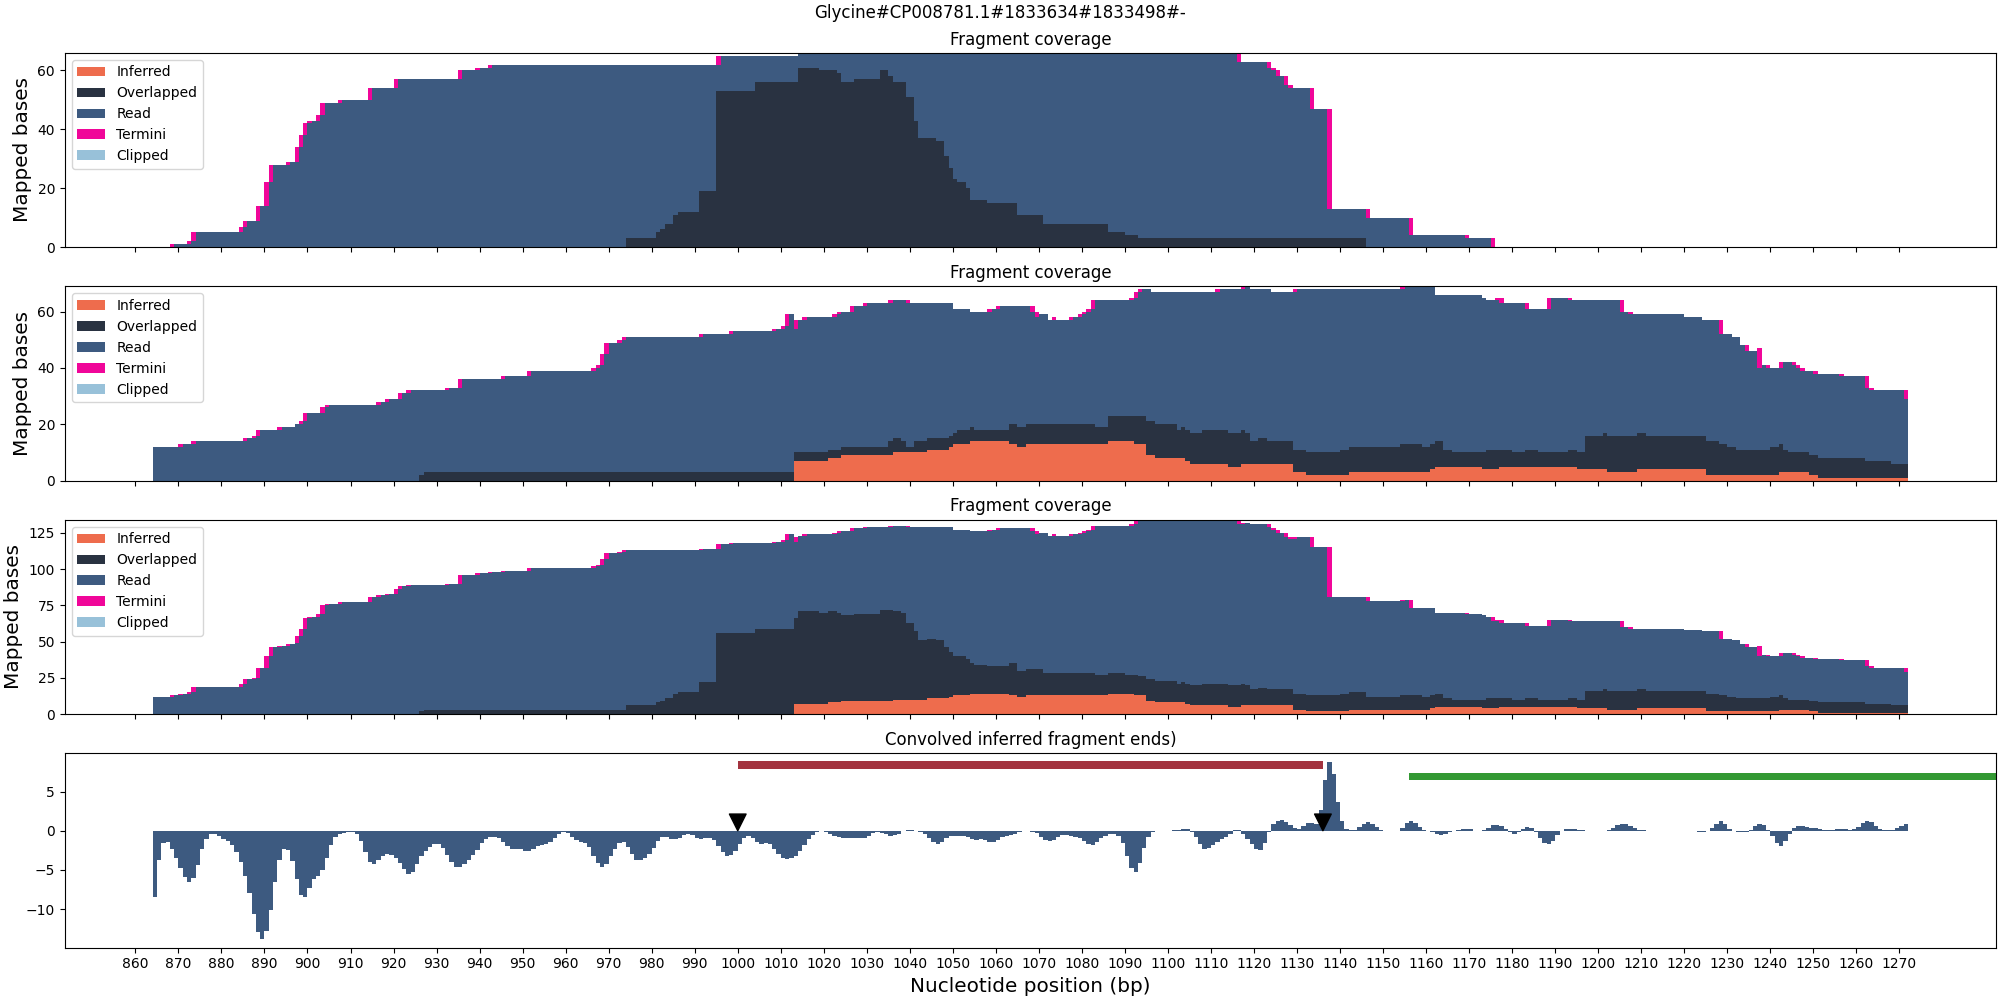 Glycine#CP008781.1#1833634#1833498#-
Fragment coverage
Mapped bases
60
40
20
0
Inferred
Overlapped
Read
Termini
Clipped
Fragment coverage
Mapped bases
60
40
20
0
Inferred
Overlapped
Read
Termini
Clipped
Fragment coverage
Mapped bases
125
100
75
50
25
0
Inferred
Overlapped
Read
Termini
Clipped
Convolved inferred fragment ends)
5
0
−5
−10
860 870 880 890 900 910 920 930 940 950 960 970 980 990 1000 1010 1020 1030 1040 1050 1060 1070 1080 1090 1100 1110 1120 1130 1140 1150 1160 1170 1180 1190 1200 1210 1220 1230 1240 1250 1260 1270
Nucleotide position (bp)